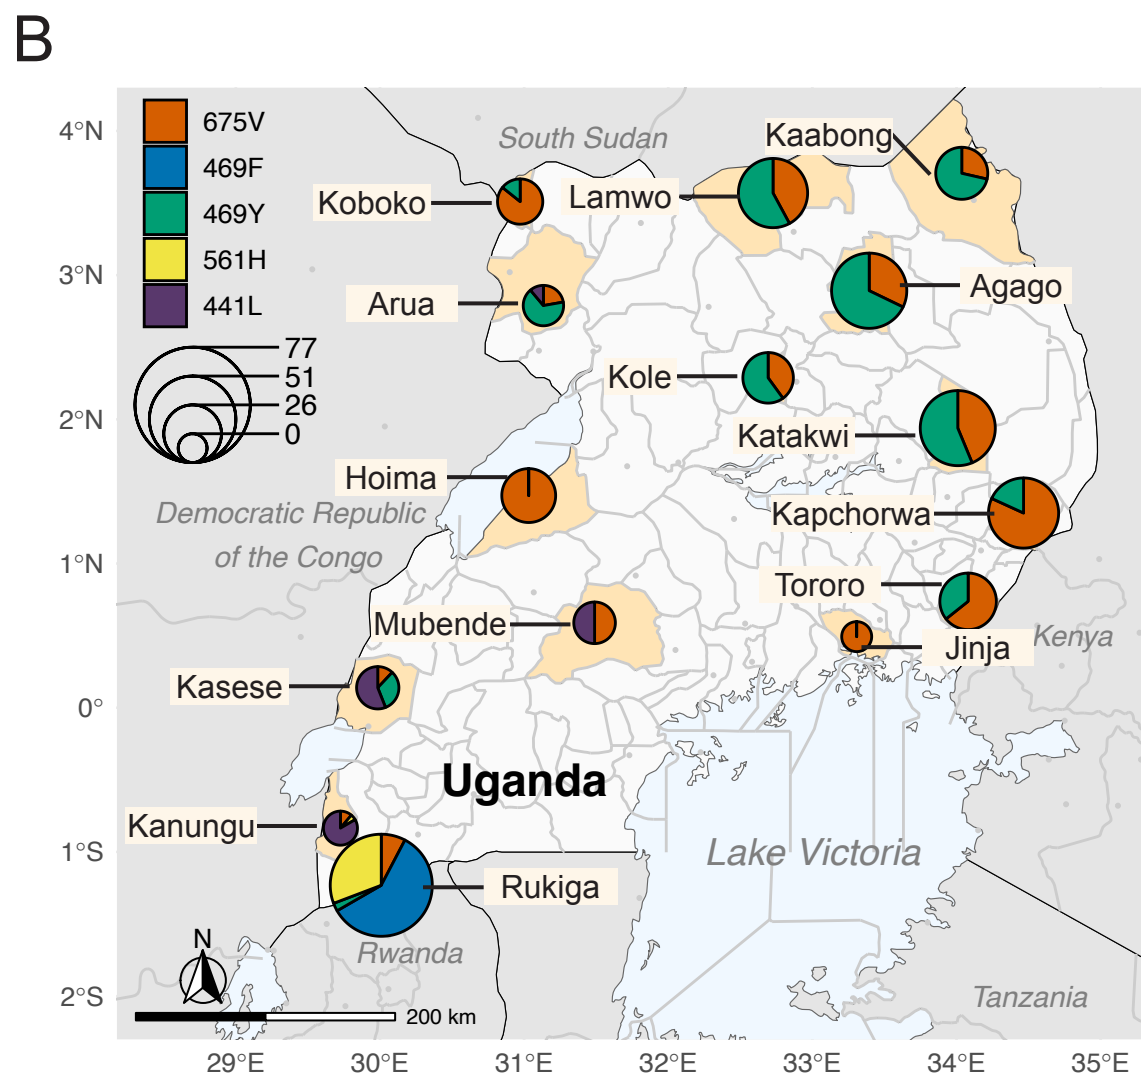 B
4°N
3°N
2°N
1°N
0°
1°S
2°S
675V
469F
469Y
561H
441L
77
51
26
0
South Sudan
Kaabong
Koboko
Lamwo
Arua
Agago
Kole
Katakwi
Hoima
Democratic Republic
of the Congo
Kapchorwa
Tororo
Mubende
Jinja
Kenya
Kasese
Uganda
Kanungu
Lake Victoria
Rukiga
Rwanda
N
Tanzania
200 km
29°E
30°E
31°E
32°E
33°E
34°E
35°E